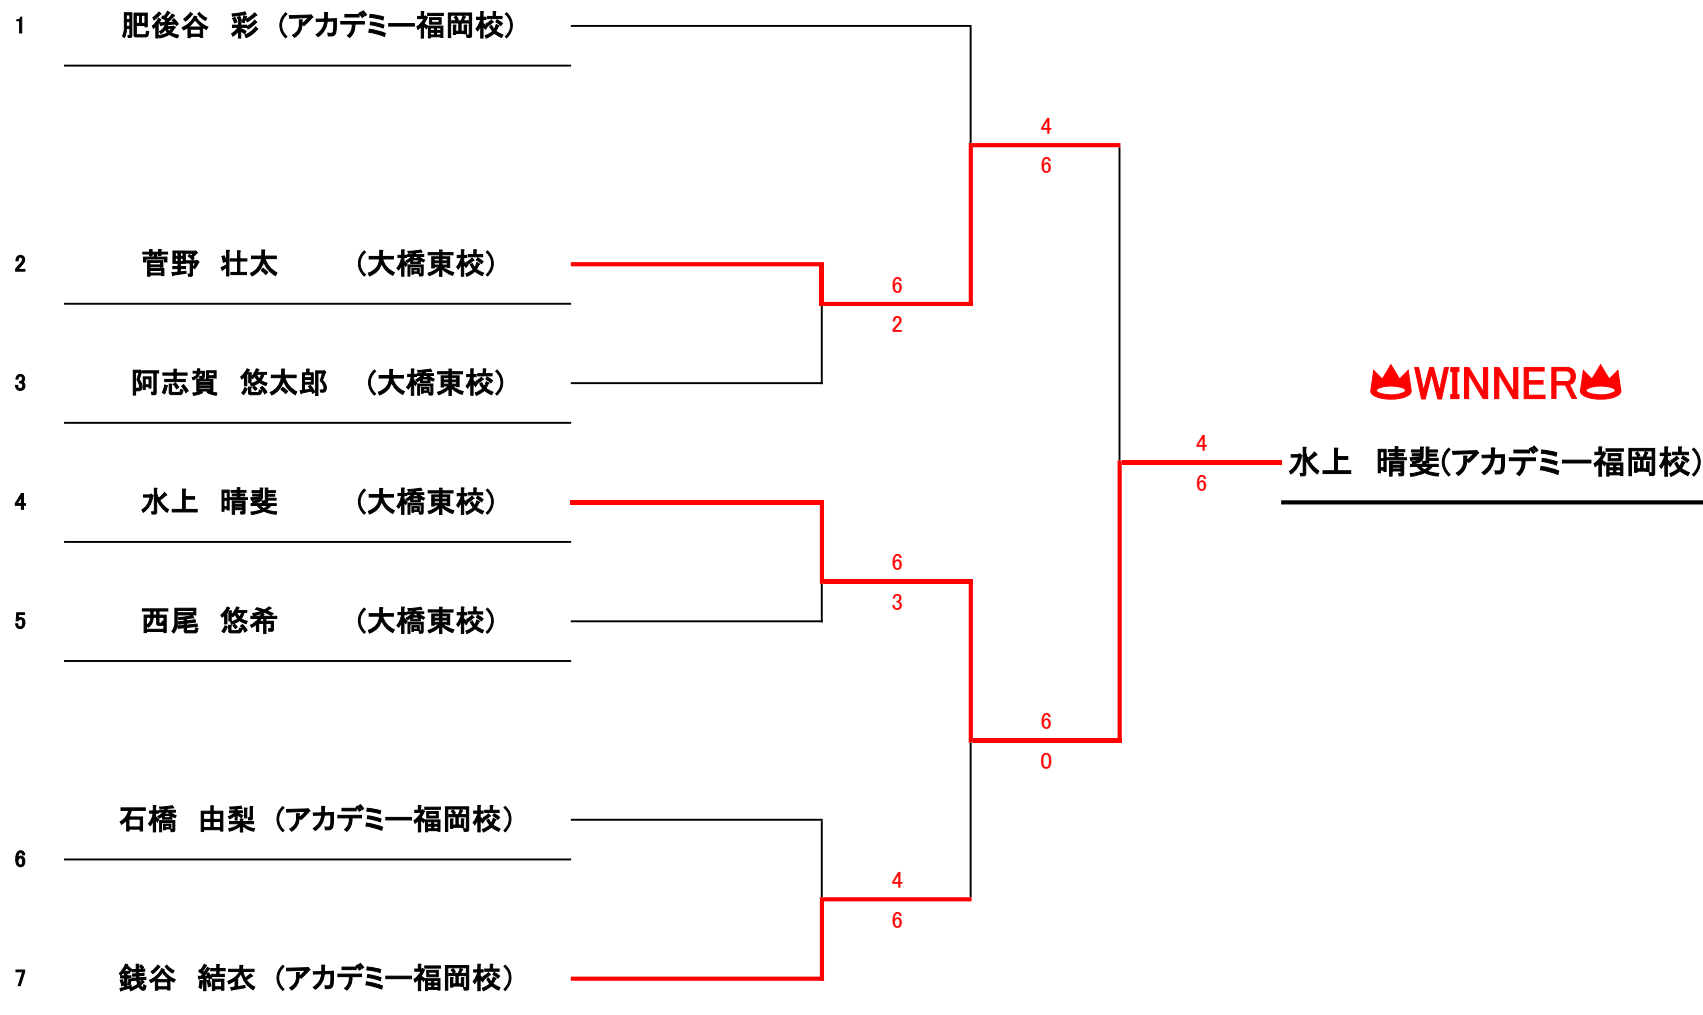 1 肥後谷 彩 (アカデミー福岡校)
4
6
2 菅野 壮太 (大橋東校)
6
2
3 阿志賀 悠太郎 (大橋東校)
WINNER
4
水上 晴斐(アカデミー福岡校)
6
4 水上 晴斐 (大橋東校)
6
3
5 西尾 悠希 (大橋東校)
6
0
石橋 由梨 (アカデミー福岡校)
6
4
6
7 銭谷 結衣 (アカデミー福岡校)